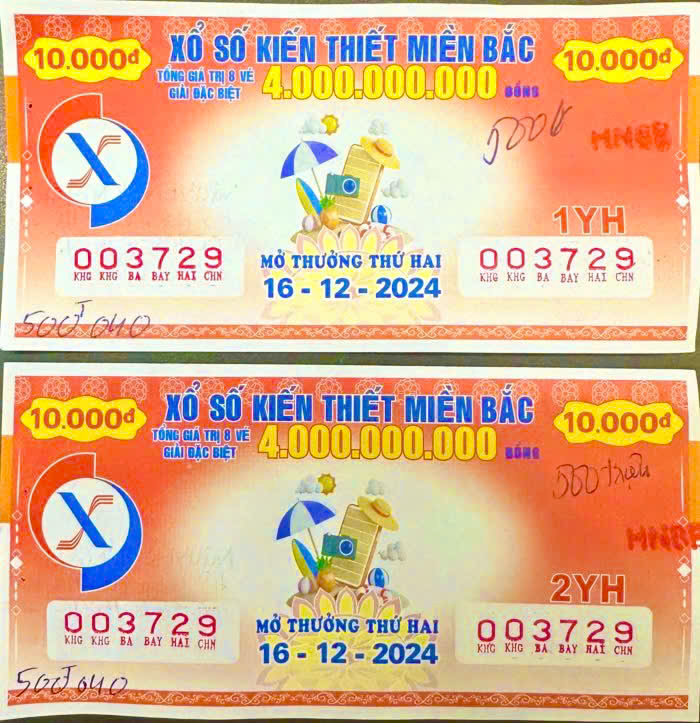 10.000đ XỔ SỐ KIẾN THIẾT MIỀN BẮC 10.000đ
TỔNG GIÁ TRỊ 8 VÉ
GIẢI ĐẶC BIỆT 4.000.000.000 ĐỒNG
X
1YH
003729 003729
KHG KHG BA BAY HAI CHN KHG KHG BA BAY HAI CHN
MỞ THƯỞNG THỨ HAI
16 - 12 - 2024
10.000đ XỔ SỐ KIẾN THIẾT MIỀN BẮC 10.000đ
TỔNG GIÁ TRỊ 8 VÉ
GIẢI ĐẶC BIỆT 4.000.000.000 ĐỒNG
500 triệu
X
2YH
003729 003729
KHG KHG BA BAY HAI CHN KHG KHG BA BAY HAI CHN
MỞ THƯỞNG THỨ HAI
16 - 12 - 2024